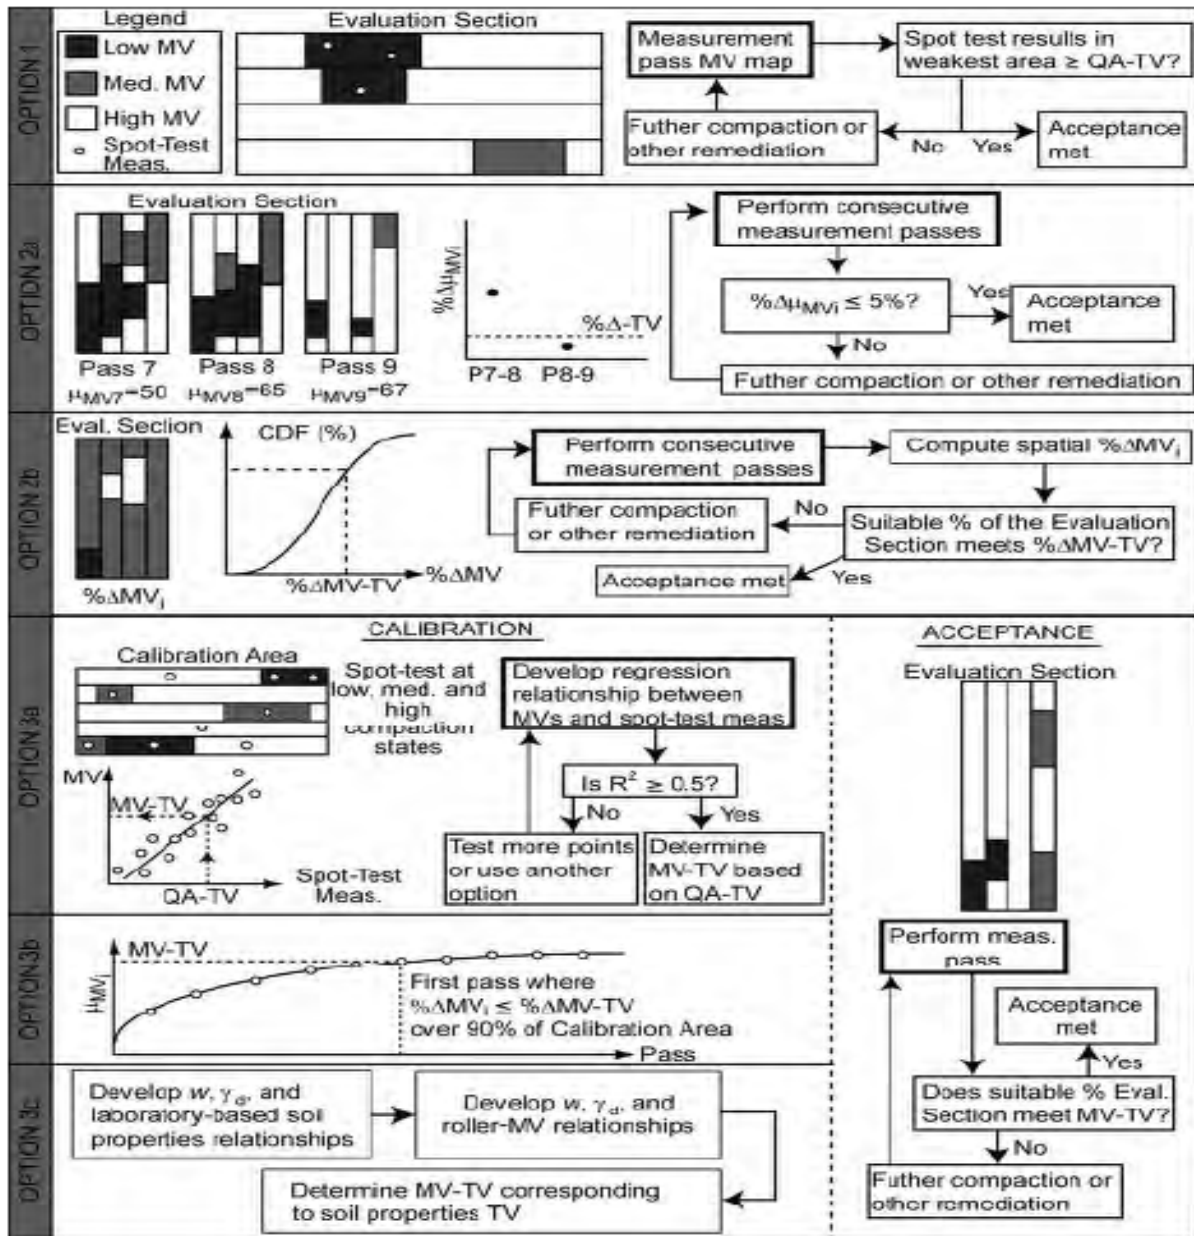 OPTION 1
Legend
Low MV
Med. MV
High MV
Spot-Test
Meas.
Evaluation Section
Measurement
pass MV map
Spot test results in
weakest area ≥ QA-TV?
Futher compaction or
other remediation
No
Yes
Acceptance
met
OPTION 2a
Evaluation Section
Pass 7
Pass 8
Pass 9
μMV7=50
μMV8=65
μMV9=67
%ΔμMVi
%Δ-TV
P7-8
P8-9
Perform consecutive
measurement passes
%ΔμMVi ≤ 5%?
Yes
Acceptance
met
No
Futher compaction or other remediation
OPTION 2b
Eval. Section
%ΔMVi
CDF (%)
%ΔMV-TV
%ΔMV
Perform consecutive
measurement passes
Compute spatial %ΔMVi
Futher compaction
or other remediation
No
Suitable % of the Evaluation
Section meets %ΔMV-TV?
Acceptance met
Yes
OPTION 3a
CALIBRATION
Calibration Area
Spot-test at
low, med. and
high
compaction
states
MV
MV-TV
QA-TV
Spot-Test
Meas.
Develop regression
relationship between
MVs and spot-test meas
Is R² ≥ 0.5?
No
Yes
Test more points
or use another
option
Determine
MV-TV based
on QA-TV
OPTION 3b
MV-TV
μMVi
First pass where
%ΔMVi ≤ %ΔMV-TV
over 90% of Calibration Area
Pass
OPTION 3c
Develop w, γd, and
laboratory-based soil
properties relationships
Develop w, γd, and
roller-MV relationships
Determine MV-TV corresponding
to soil properties TV
ACCEPTANCE
Evaluation Section
Perform meas.
pass
Acceptance
met
Yes
Does suitable % Eval.
Section meet MV-TV?
No
Futher compaction or
other remediation